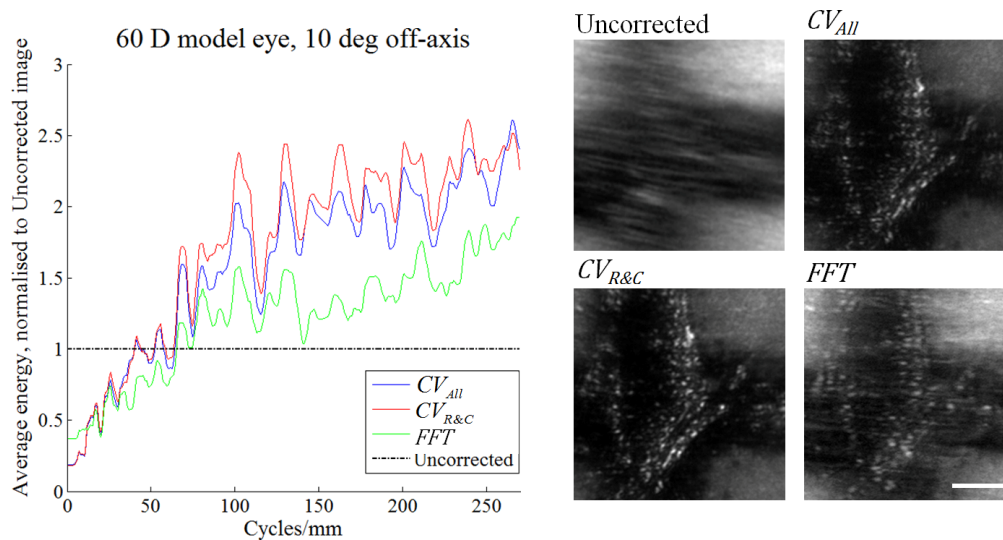 60 D model eye, 10 deg off-axis
Average energy, normalised to Uncorrected image
3
2.5
2
1.5
1
0.5
0
0
50
100
150
200
250
Cycles/mm
CV_All
CV_R&C
FFT
Uncorrected
Uncorrected
CV_All
CV_R&C
FFT